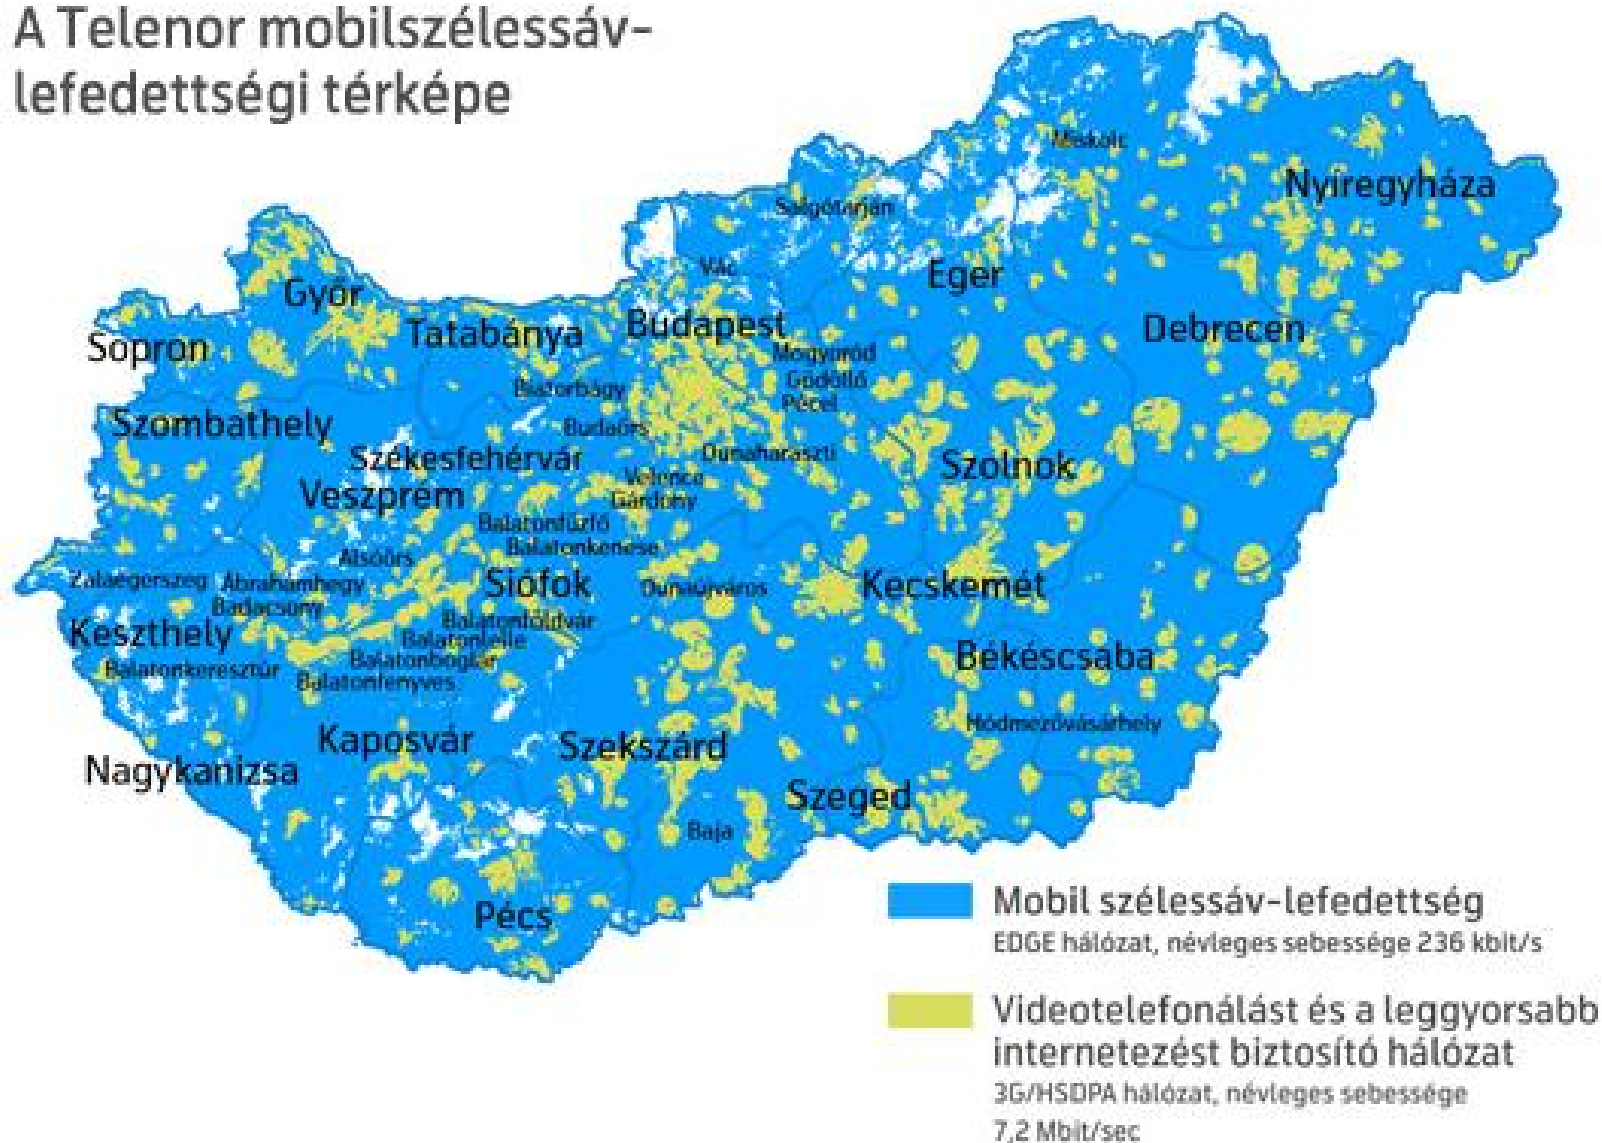 A Telenor mobilszélessáv-
lefedettségi térképe
Miskolc
Nyíregyháza
Salgótarján
Vác
Eger
Győr
Tatabánya
Budapest
Debrecen
Sopron
Mogyoród
Gödöllő
Pécel
Biatorbágy
Szombathely
Budaörs
Székesfehérvár
Dunaharaszti
Szolnok
Velence
Gárdony
Veszprém
Balatonfűzfő
Balatonkenese
Alsóörs
Zalaegerszeg
Ábrahámhegy
Siófok
Dunaújváros
Kecskemét
Badacsony
Balatonföldvár
Keszthely
Balatonlelle
Békéscsaba
Balatonboglár
Balatonkeresztúr
Balatonfenyves
Hódmezővásárhely
Kaposvár
Szekszárd
Nagykanizsa
Szeged
Baja
Pécs
Mobil szélessáv-lefedettség
EDGE hálózat, névleges sebessége 236 kbit/s
Videotelefonálást és a leggyorsabb
internetezést biztosító hálózat
3G/HSDPA hálózat, névleges sebessége
7,2 Mbit/sec